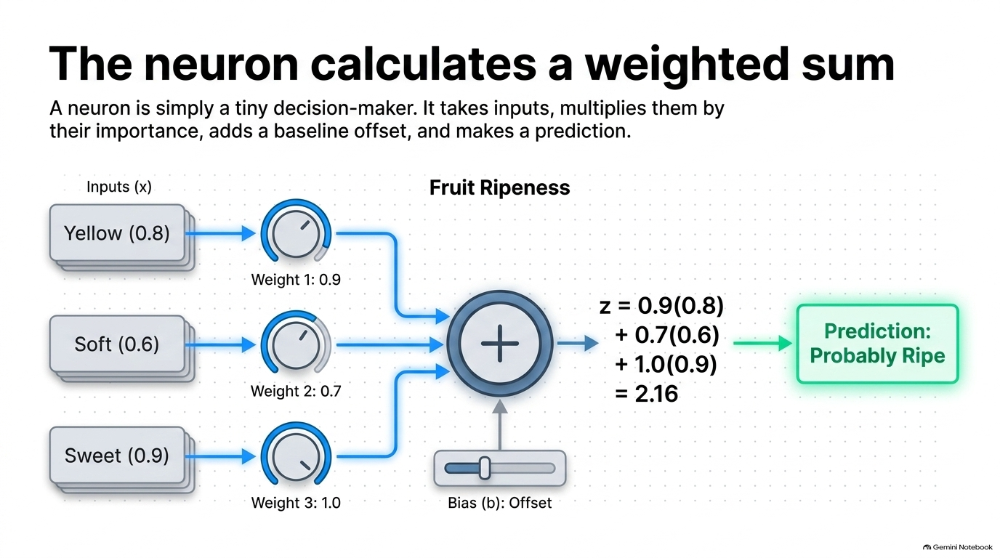 The neuron calculates a weighted sum
A neuron is simply a tiny decision-maker. It takes inputs, multiplies them by
their importance, adds a baseline offset, and makes a prediction.
Inputs (x)
Fruit Ripeness
Yellow (0.8)
Weight 1: 0.9
Soft (0.6)
Weight 2: 0.7
Sweet (0.9)
Weight 3: 1.0
+
Bias (b): Offset
z = 0.9(0.8)
+ 0.7(0.6)
+ 1.0(0.9)
= 2.16
Prediction:
Probably Ripe
Gemini Notebook